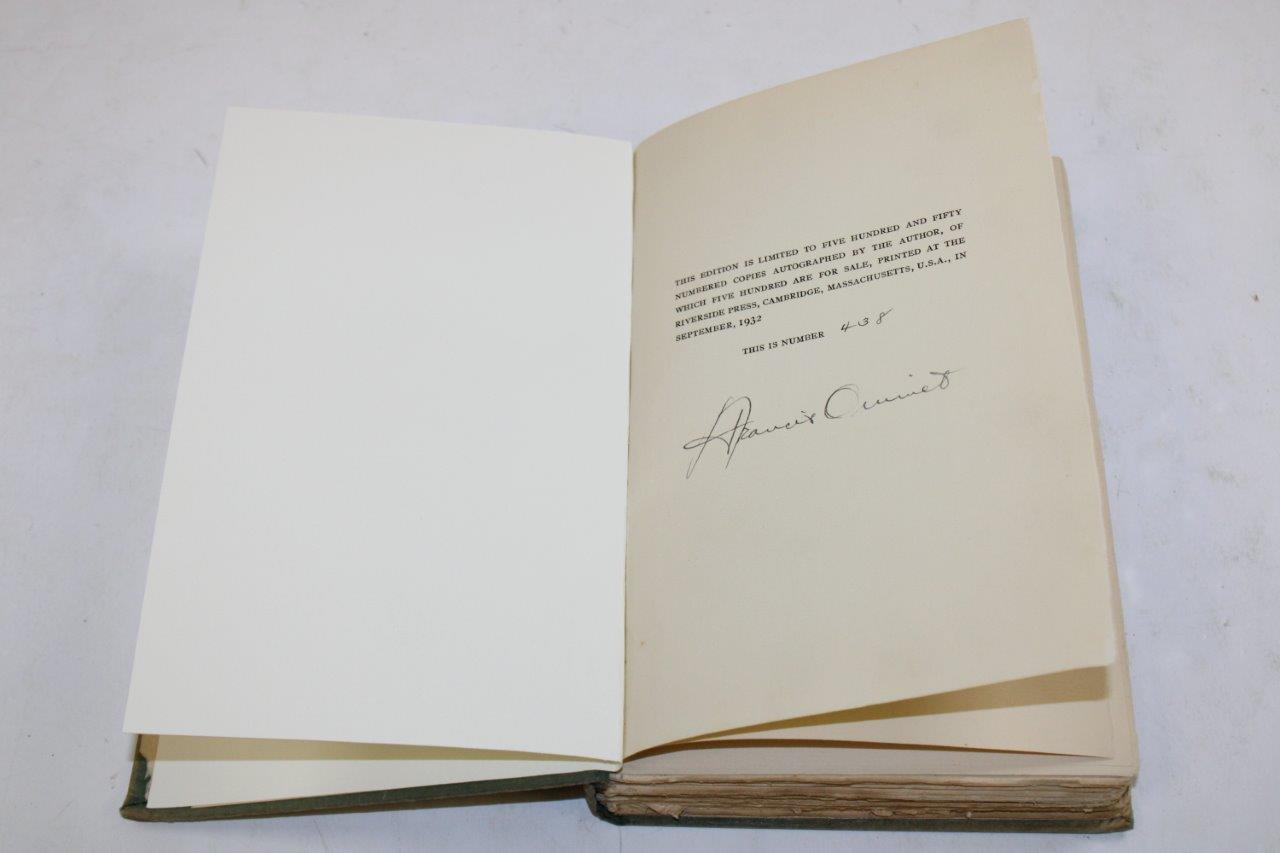 THIS EDITION IS LIMITED TO FIVE HUNDRED AND FIFTY
NUMBERED COPIES AUTOGRAPHED BY THE AUTHOR, OF
WHICH FIVE HUNDRED ARE FOR SALE, PRINTED AT THE
RIVERSIDE PRESS, CAMBRIDGE, MASSACHUSETTS, U.S.A., IN
SEPTEMBER, 1932
THIS IS NUMBER 438
Francis Ouimet